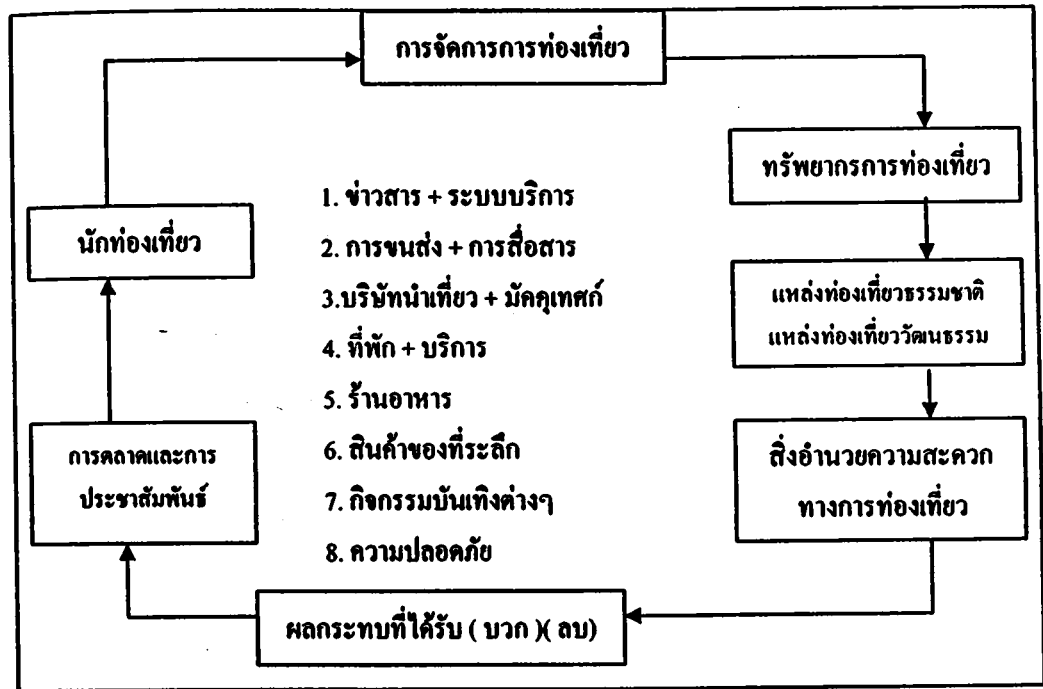 การจัดการการท่องเที่ยว
ทรัพยากรการท่องเที่ยว
แหล่งท่องเที่ยวธรรมชาติ
แหล่งท่องเที่ยววัฒนธรรม
สิ่งอำนวยความสะดวก
ทางการท่องเที่ยว
ผลกระทบที่ได้รับ ( บวก )( ลบ)
การตลาดและการ
ประชาสัมพันธ์
นักท่องเที่ยว
1. ข่าวสาร + ระบบบริการ
2. การขนส่ง + การสื่อสาร
3.บริษัทนำเที่ยว + มัคคุเทศก์
4. ที่พัก + บริการ
5. ร้านอาหาร
6. สินค้าของที่ระลึก
7. กิจกรรมบันเทิงต่างๆ
8. ความปลอดภัย